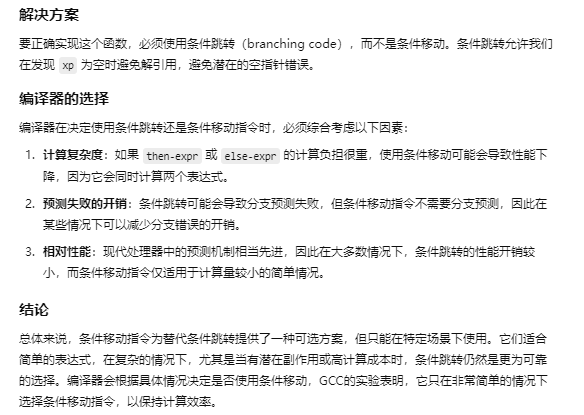 解决方案
要正确实现这个函数，必须使用条件跳转（branching code），而不是条件移动。条件跳转允许我们
在发现 xp 为空时避免解引用，避免潜在的空指针错误。
编译器的选择
编译器在决定使用条件跳转还是条件移动指令时，必须综合考虑以下因素：
1. 计算复杂度：如果 then-expr 或 else-expr 的计算负担很重，使用条件移动可能会导致性能下
降，因为它会同时计算两个表达式。
2. 预测失败的开销：条件跳转可能会导致分支预测失败，但条件移动指令不需要分支预测，因此在
某些情况下可以减少分支错误的开销。
3. 相对性能：现代处理器中的预测机制相当先进，因此在大多数情况下，条件跳转的性能开销较
小，而条件移动指令仅适用于计算量较小的简单情况。
结论
总体来说，条件移动指令为替代条件跳转提供了一种可选方案，但只能在特定场景下使用。它们适合
简单的表达式，在复杂的情况下，尤其是当有潜在副作用或高计算成本时，条件跳转仍然是更为可靠
的选择。编译器会根据具体情况决定是否使用条件移动，GCC的实验表明，它只在非常简单的情况下
选择条件移动指令，以保持计算效率。